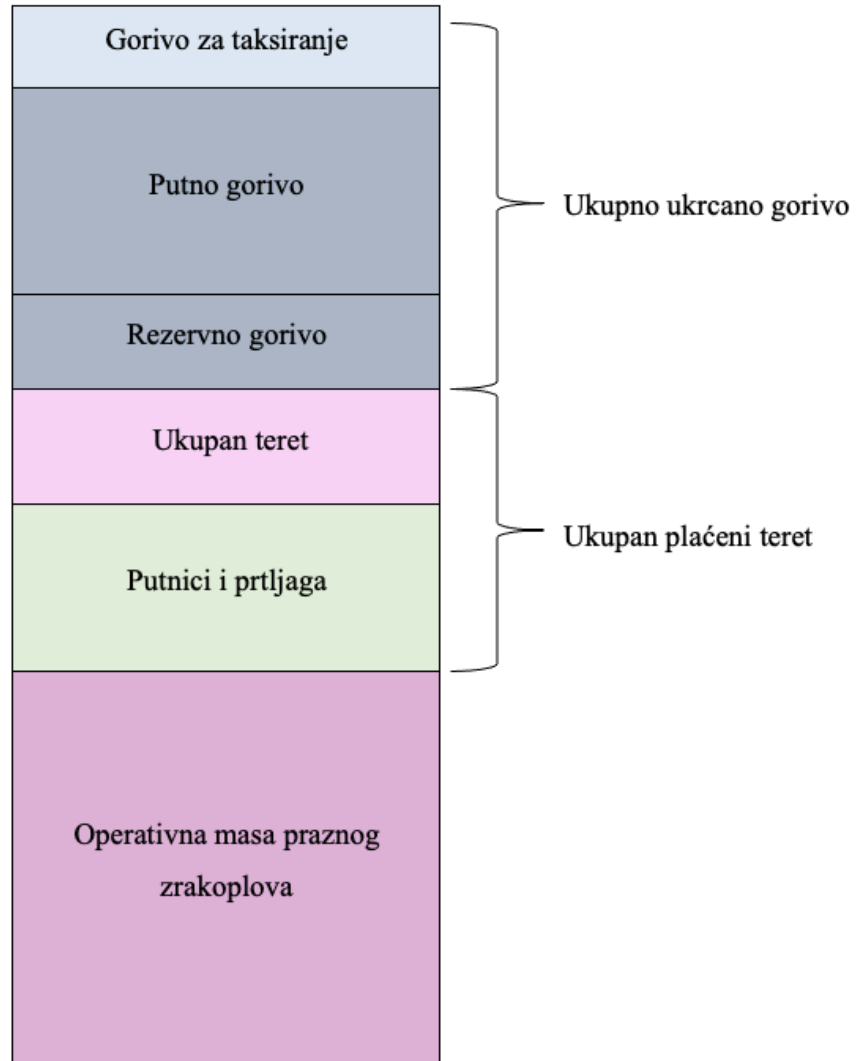 Gorivo za taksiranje
Putno gorivo
Ukupno ukrcano gorivo
Rezervno gorivo
Ukupan teret
Ukupan plaćeni teret
Putnici i prtljaga
Operativna masa praznog
zrakoplova